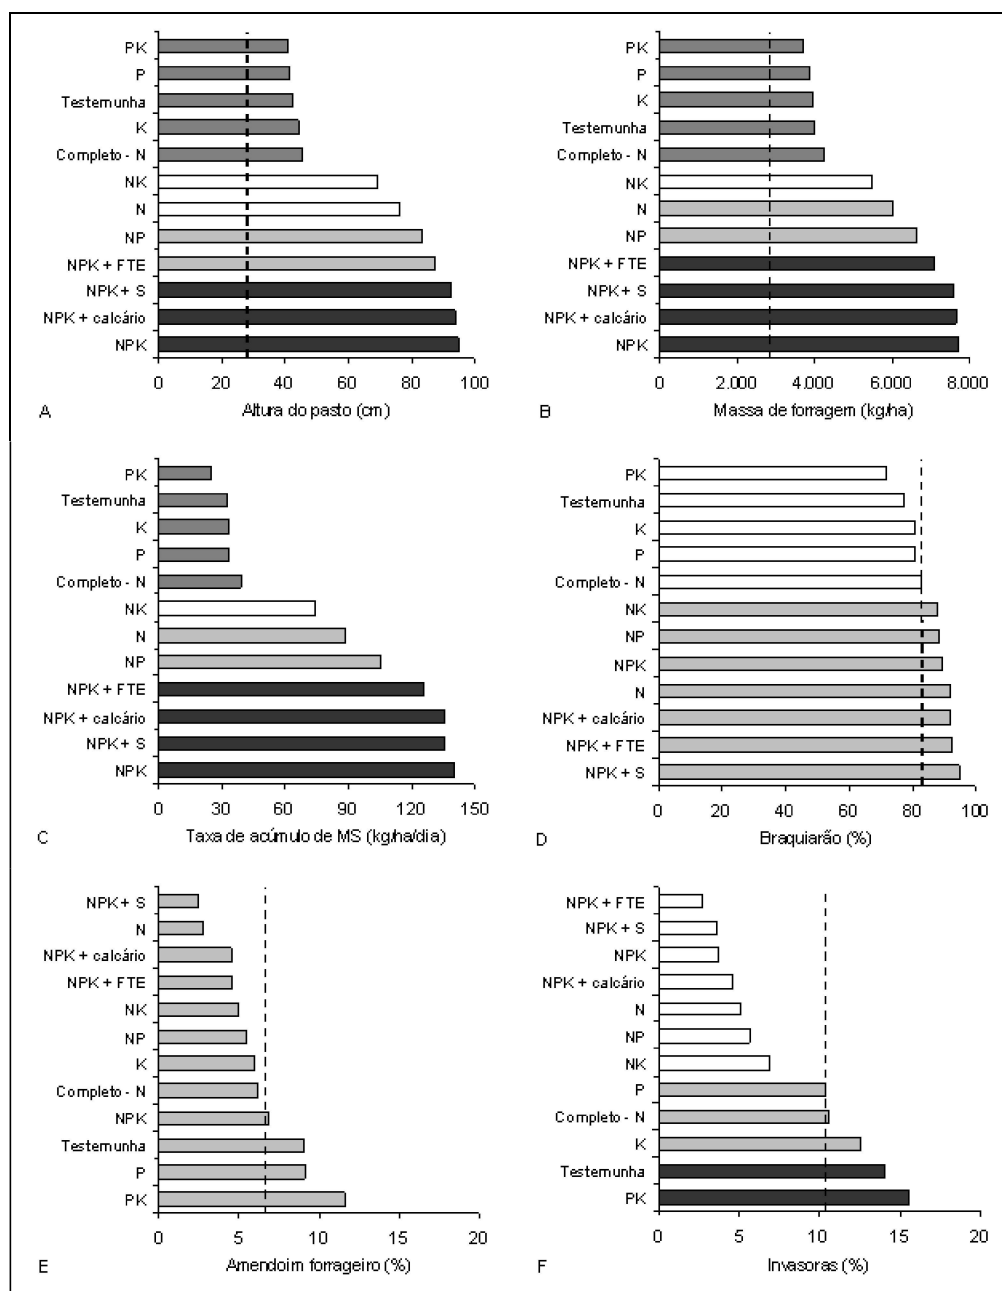 PK
P
Testemunha
K
Completo - N
NK
N
NP
NPK + FTE
NPK + S
NPK + calcário
NPK
0 20 40 60 80 100
A Altura do pasto (cm)
PK
P
K
Testemunha
Completo - N
NK
N
NP
NPK + FTE
NPK + S
NPK + calcário
NPK
0 2.000 4.000 6.000 8.000
B Massa de forragem (kg/ha)
PK
Testemunha
K
P
Completo - N
NK
N
NP
NPK + FTE
NPK + calcário
NPK + S
NPK
0 30 60 90 120 150
C Taxa de acúmulo de MS (kg/ha/dia)
PK
Testemunha
K
P
Completo - N
NK
NP
NPK
N
NPK + calcário
NPK + FTE
NPK + S
0 20 40 60 80 100
D Braquiarão (%)
NPK + S
N
NPK + calcário
NPK + FTE
NK
NP
K
Completo - N
NPK
Testemunha
P
PK
0 5 10 15 20
E Amendoim forrageiro (%)
NPK + FTE
NPK + S
NPK
NPK + calcário
N
NP
NK
P
Completo - N
K
Testemunha
PK
0 5 10 15 20
F Invasoras (%)